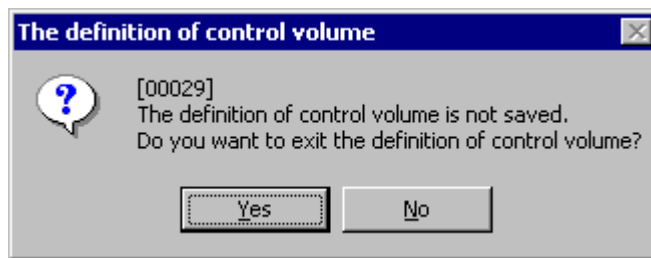 The definition of control volume
[00029]
The definition of control volume is not saved.
Do you want to exit the definition of control volume?
Yes
No